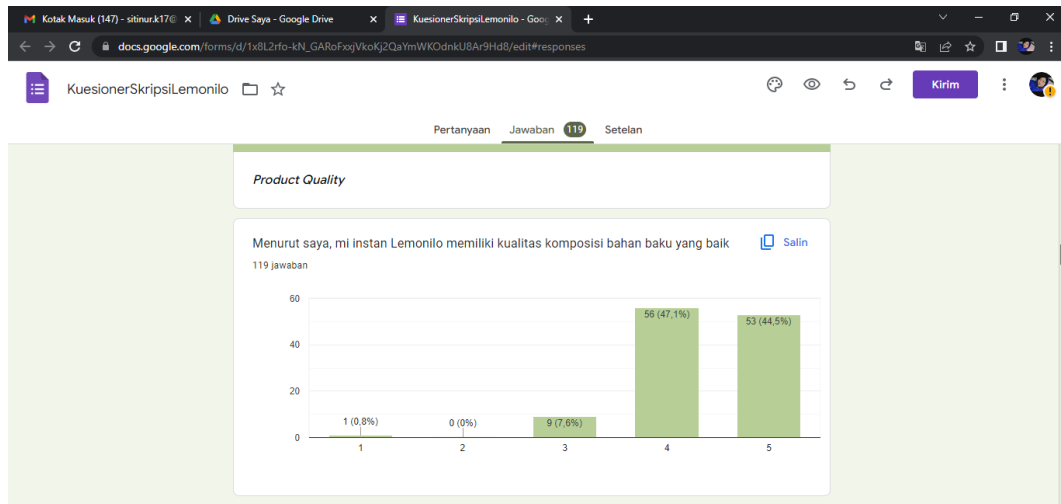 Kotak Masuk (147) - sitinur.k17@
Drive Saya - Google Drive
KuesionerSkripsiLemonilo - Goog
docs.google.com/forms/d/1x8L2rfo-kN_GARoFxxjVkoKj2QaYmWKOdnkU8Ar9Hd8/edit#responses
KuesionerSkripsiLemonilo
Kirim
Pertanyaan Jawaban 119 Setelan
Product Quality
Menurut saya, mi instan Lemonilo memiliki kualitas komposisi bahan baku yang baik
Salin
119 jawaban
60
40
20
0
1 (0,8%)
0 (0%)
9 (7,6%)
56 (47,1%)
53 (44,5%)
1 2 3 4 5